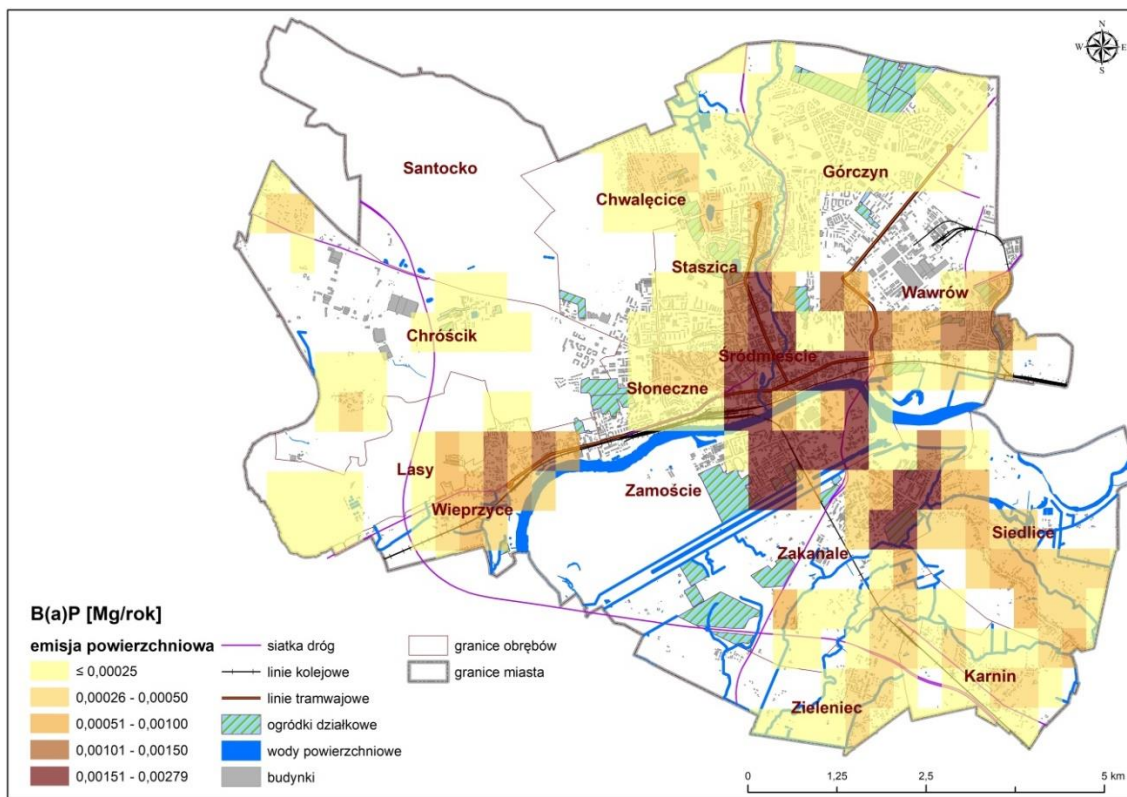 N
W E
S
Santocko
Górczyn
Chwalęcice
Staszica
Wawrów
Chróścik
Śródmieście
Słoneczne
Lasy
Zamoście
Wieprzyce
Siedlice
Zakanale
Karnin
Zieleniec
B(a)P [Mg/rok]
emisja powierzchniowa
≤ 0,00025
0,00026 - 0,00050
0,00051 - 0,00100
0,00101 - 0,00150
0,00151 - 0,00279
siatka dróg
linie kolejowe
linie tramwajowe
ogródki działkowe
wody powierzchniowe
budynki
granice obrębów
granice miasta
0 1,25 2,5 5 km